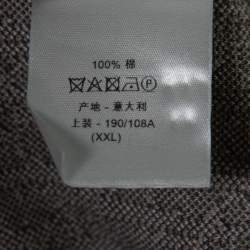 100% 棉
产地 - 意大利
上装 - 190/108A
(XXL)